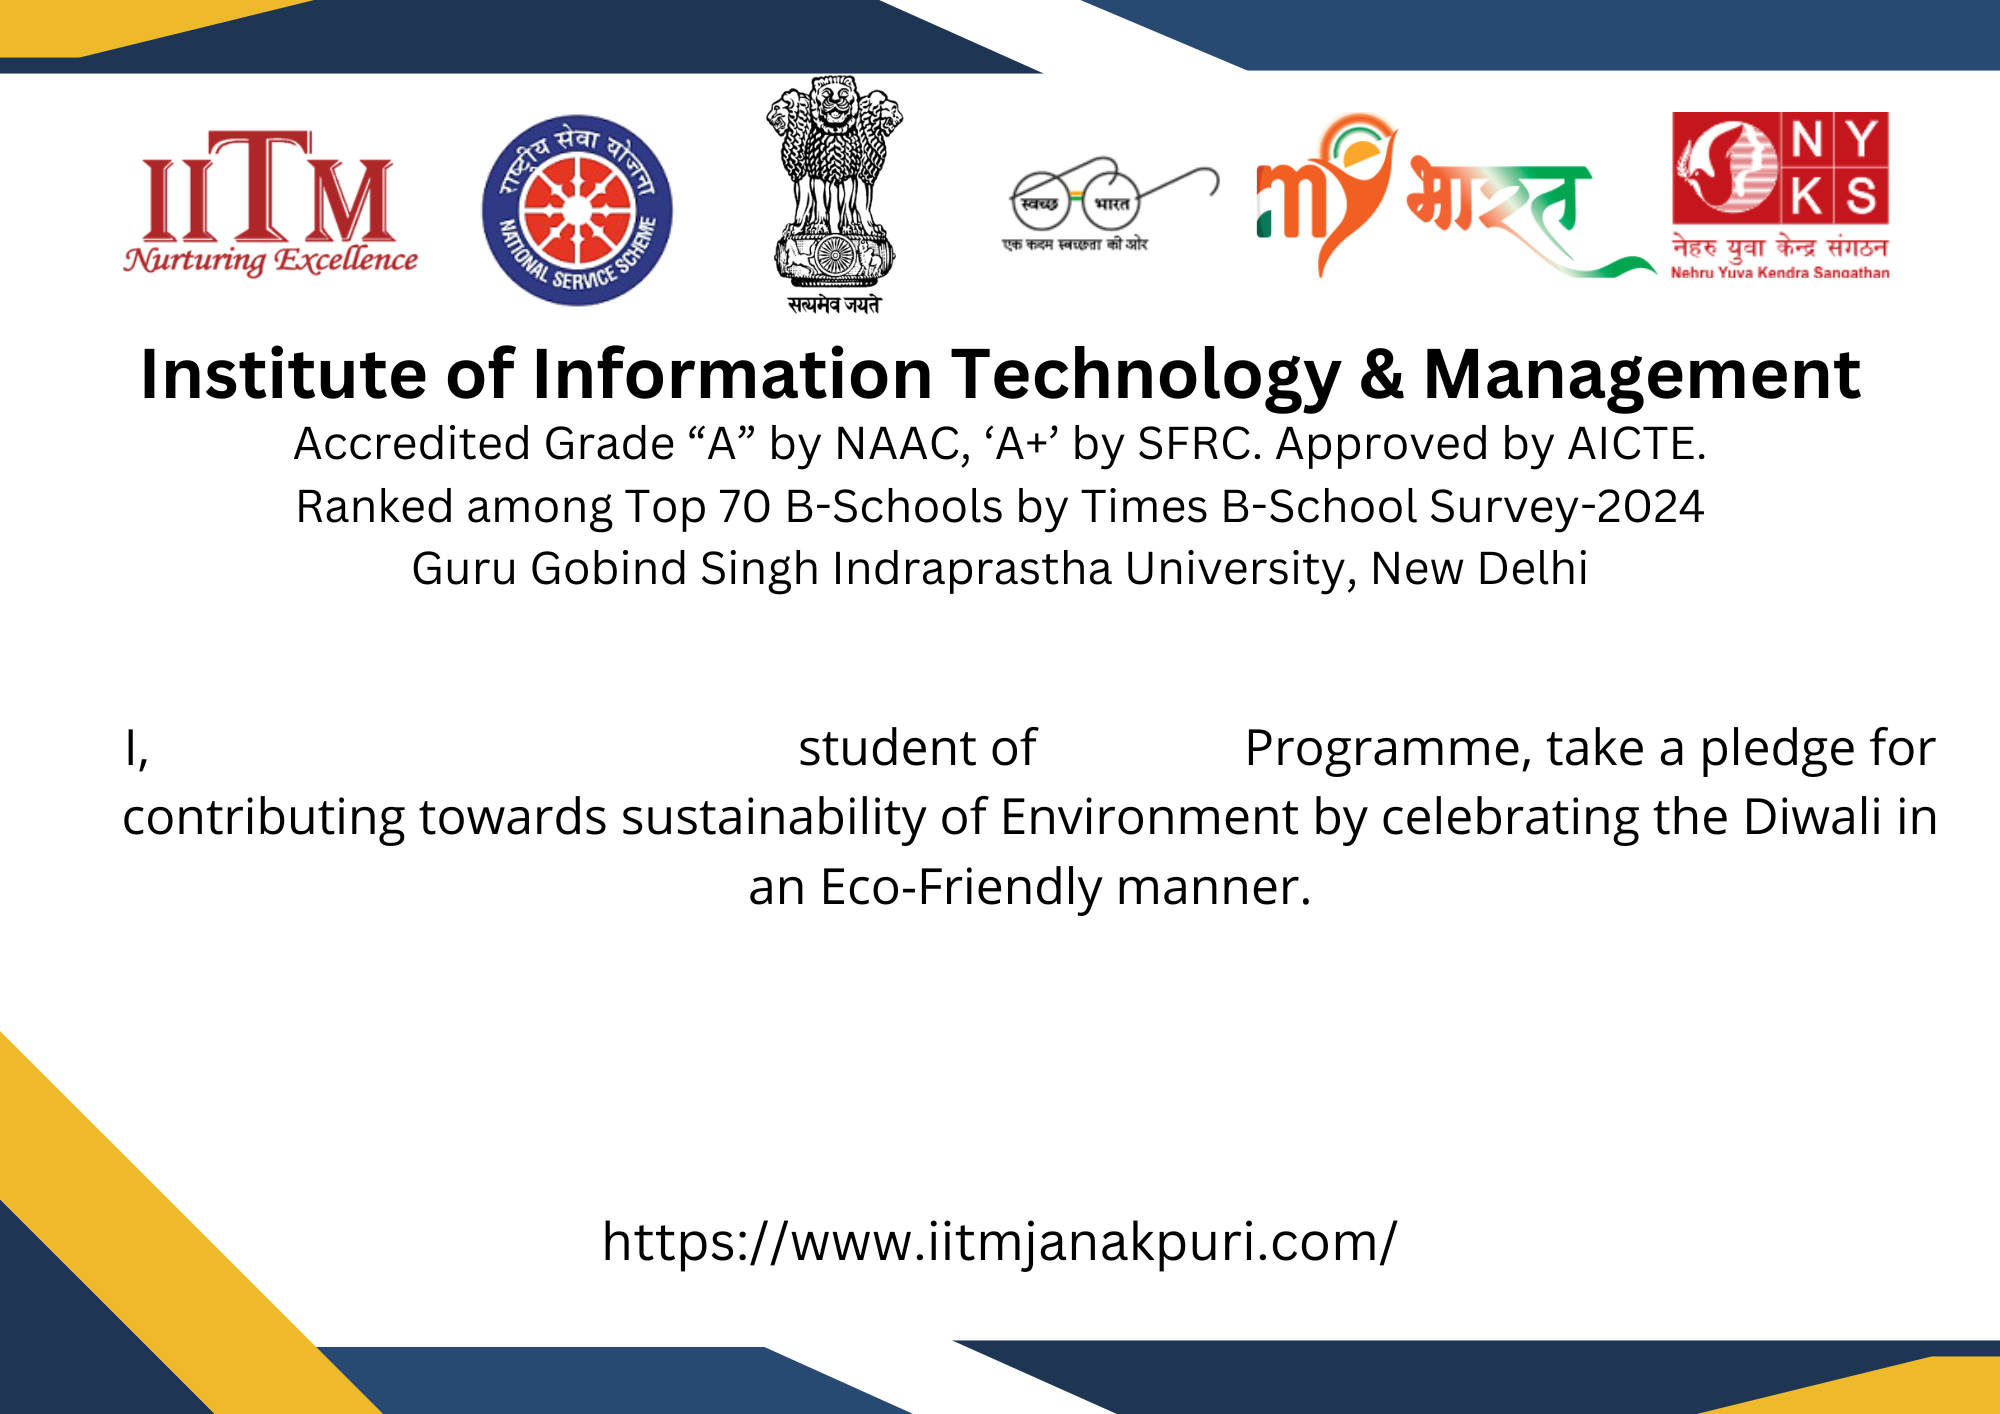 IITM
Nurturing Excellence
राष्ट्रीय सेवा योजना
NATIONAL SERVICE SCHEME
सत्यमेव जयते
स्वच्छ भारत
एक कदम स्वच्छता की ओर
my भारत
NY
KS
नेहरु युवा केन्द्र संगठन
Nehru Yuva Kendra Sangathan
Institute of Information Technology & Management
Accredited Grade “A” by NAAC, ‘A+’ by SFRC. Approved by AICTE.
Ranked among Top 70 B-Schools by Times B-School Survey-2024
Guru Gobind Singh Indraprastha University, New Delhi
I, student of Programme, take a pledge for
contributing towards sustainability of Environment by celebrating the Diwali in
an Eco-Friendly manner.
https://www.iitmjanakpuri.com/